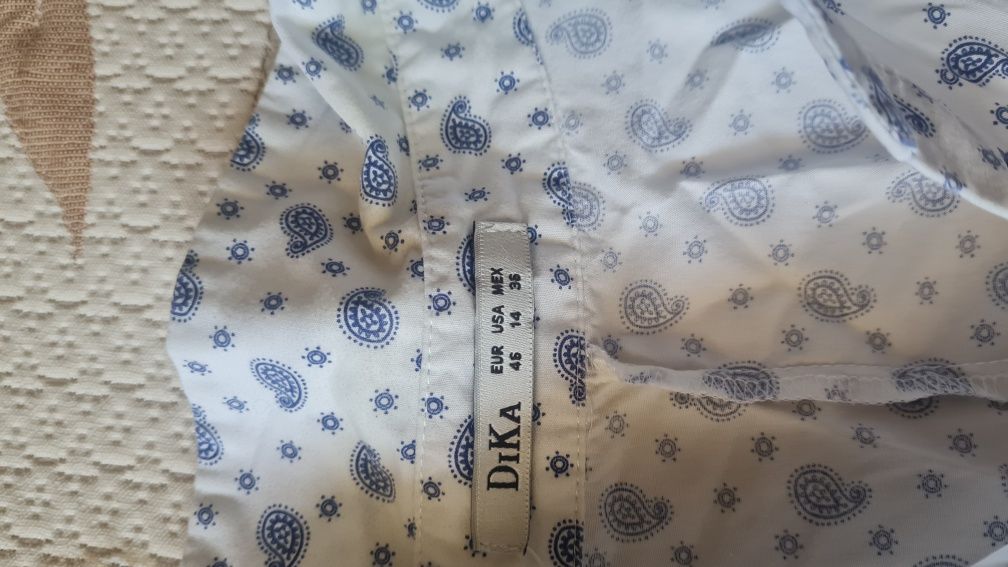 DIKA
EUR USA MEX
46 14 36